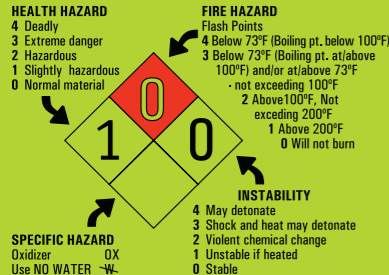 HEALTH HAZARD
4 Deadly
3 Extreme danger
2 Hazardous
1 Slightly hazardous
0 Normal material
FIRE HAZARD
Flash Points
4 Below 73°F (Boiling pt. below 100°F)
3 Below 73°F (Boiling pt. at/above
100°F) and/or at/above 73°F
- not exceeding 100°F
2 Above100°F, Not
exceding 200°F
1 Above 200°F
0 Will not burn
0
1
0
SPECIFIC HAZARD
Oxidizer OX
Use NO WATER W
INSTABILITY
4 May detonate
3 Shock and heat may detonate
2 Violent chemical change
1 Unstable if heated
0 Stable